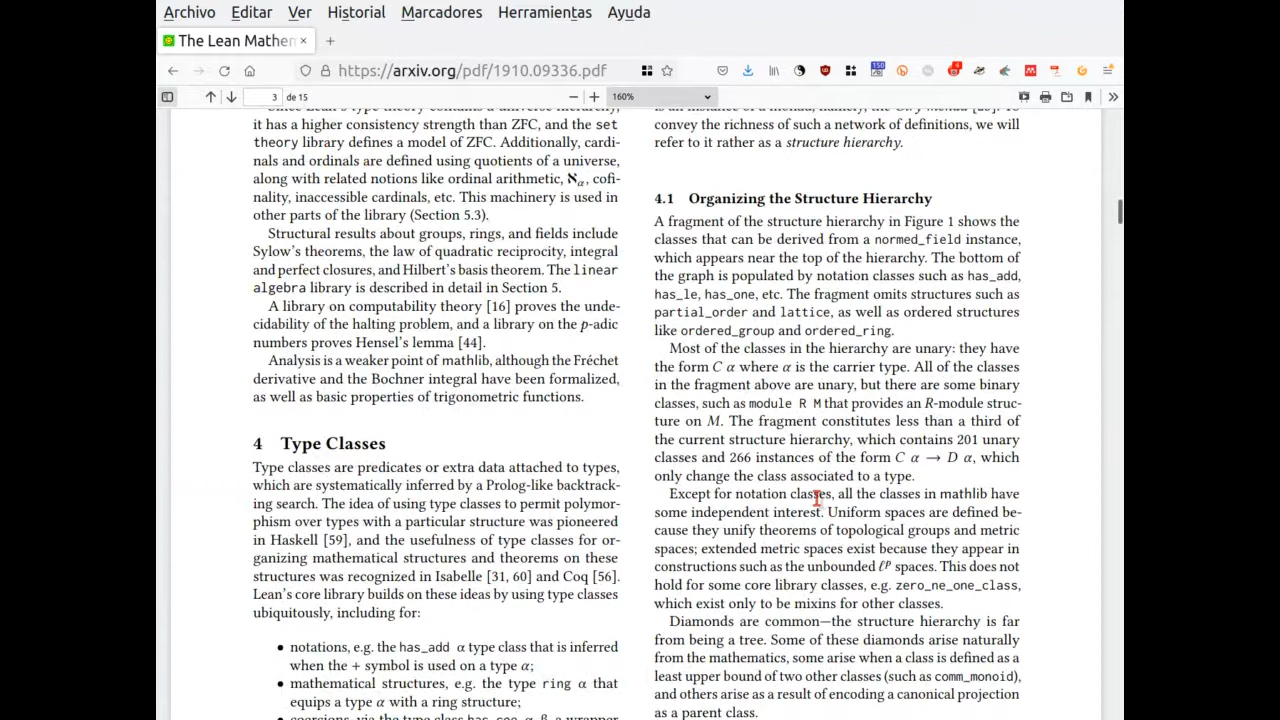 Archivo Editar Ver Historial Marcadores Herramientas Ayuda
The Lean Mathe
https://arxiv.org/pdf/1910.09336.pdf
150
3 de 15
160%
it has a higher consistency strength than ZFC, and the set
theory library defines a model of ZFC. Additionally, cardi-
nals and ordinals are defined using quotients of a universe,
along with related notions like ordinal arithmetic, ℵα, cofi-
nality, inaccessible cardinals, etc. This machinery is used in
other parts of the library (Section 5.3).
Structural results about groups, rings, and fields include
Sylow's theorems, the law of quadratic reciprocity, integral
and perfect closures, and Hilbert's basis theorem. The linear
algebra library is described in detail in Section 5.
A library on computability theory [16] proves the unde-
cidability of the halting problem, and a library on the p-adic
numbers proves Hensel's lemma [44].
Analysis is a weaker point of mathlib, although the Fréchet
derivative and the Bochner integral have been formalized,
as well as basic properties of trigonometric functions.
4 Type Classes
Type classes are predicates or extra data attached to types,
which are systematically inferred by a Prolog-like backtrack-
ing search. The idea of using type classes to permit polymor-
phism over types with a particular structure was pioneered
in Haskell [59], and the usefulness of type classes for or-
ganizing mathematical structures and theorems on these
structures was recognized in Isabelle [31, 60] and Coq [56].
Lean's core library builds on these ideas by using type classes
ubiquitously, including for:
• notations, e.g. the has_add α type class that is inferred
when the + symbol is used on a type α;
• mathematical structures, e.g. the type ring α that
equips a type α with a ring structure;
convey the richness of such a network of definitions, we will
refer to it rather as a structure hierarchy.
4.1 Organizing the Structure Hierarchy
A fragment of the structure hierarchy in Figure 1 shows the
classes that can be derived from a normed_field instance,
which appears near the top of the hierarchy. The bottom of
the graph is populated by notation classes such as has_add,
has_le, has_one, etc. The fragment omits structures such as
partial_order and lattice, as well as ordered structures
like ordered_group and ordered_ring.
Most of the classes in the hierarchy are unary: they have
the form C α where α is the carrier type. All of the classes
in the fragment above are unary, but there are some binary
classes, such as module R M that provides an R-module struc-
ture on M. The fragment constitutes less than a third of
the current structure hierarchy, which contains 201 unary
classes and 266 instances of the form C α → D α, which
only change the class associated to a type.
Except for notation classes, all the classes in mathlib have
some independent interest. Uniform spaces are defined be-
cause they unify theorems of topological groups and metric
spaces; extended metric spaces exist because they appear in
constructions such as the unbounded ℓp spaces. This does not
hold for some core library classes, e.g. zero_ne_one_class,
which exist only to be mixins for other classes.
Diamonds are common—the structure hierarchy is far
from being a tree. Some of these diamonds arise naturally
from the mathematics, some arise when a class is defined as a
least upper bound of two other classes (such as comm_monoid),
and others arise as a result of encoding a canonical projection
as a parent class.